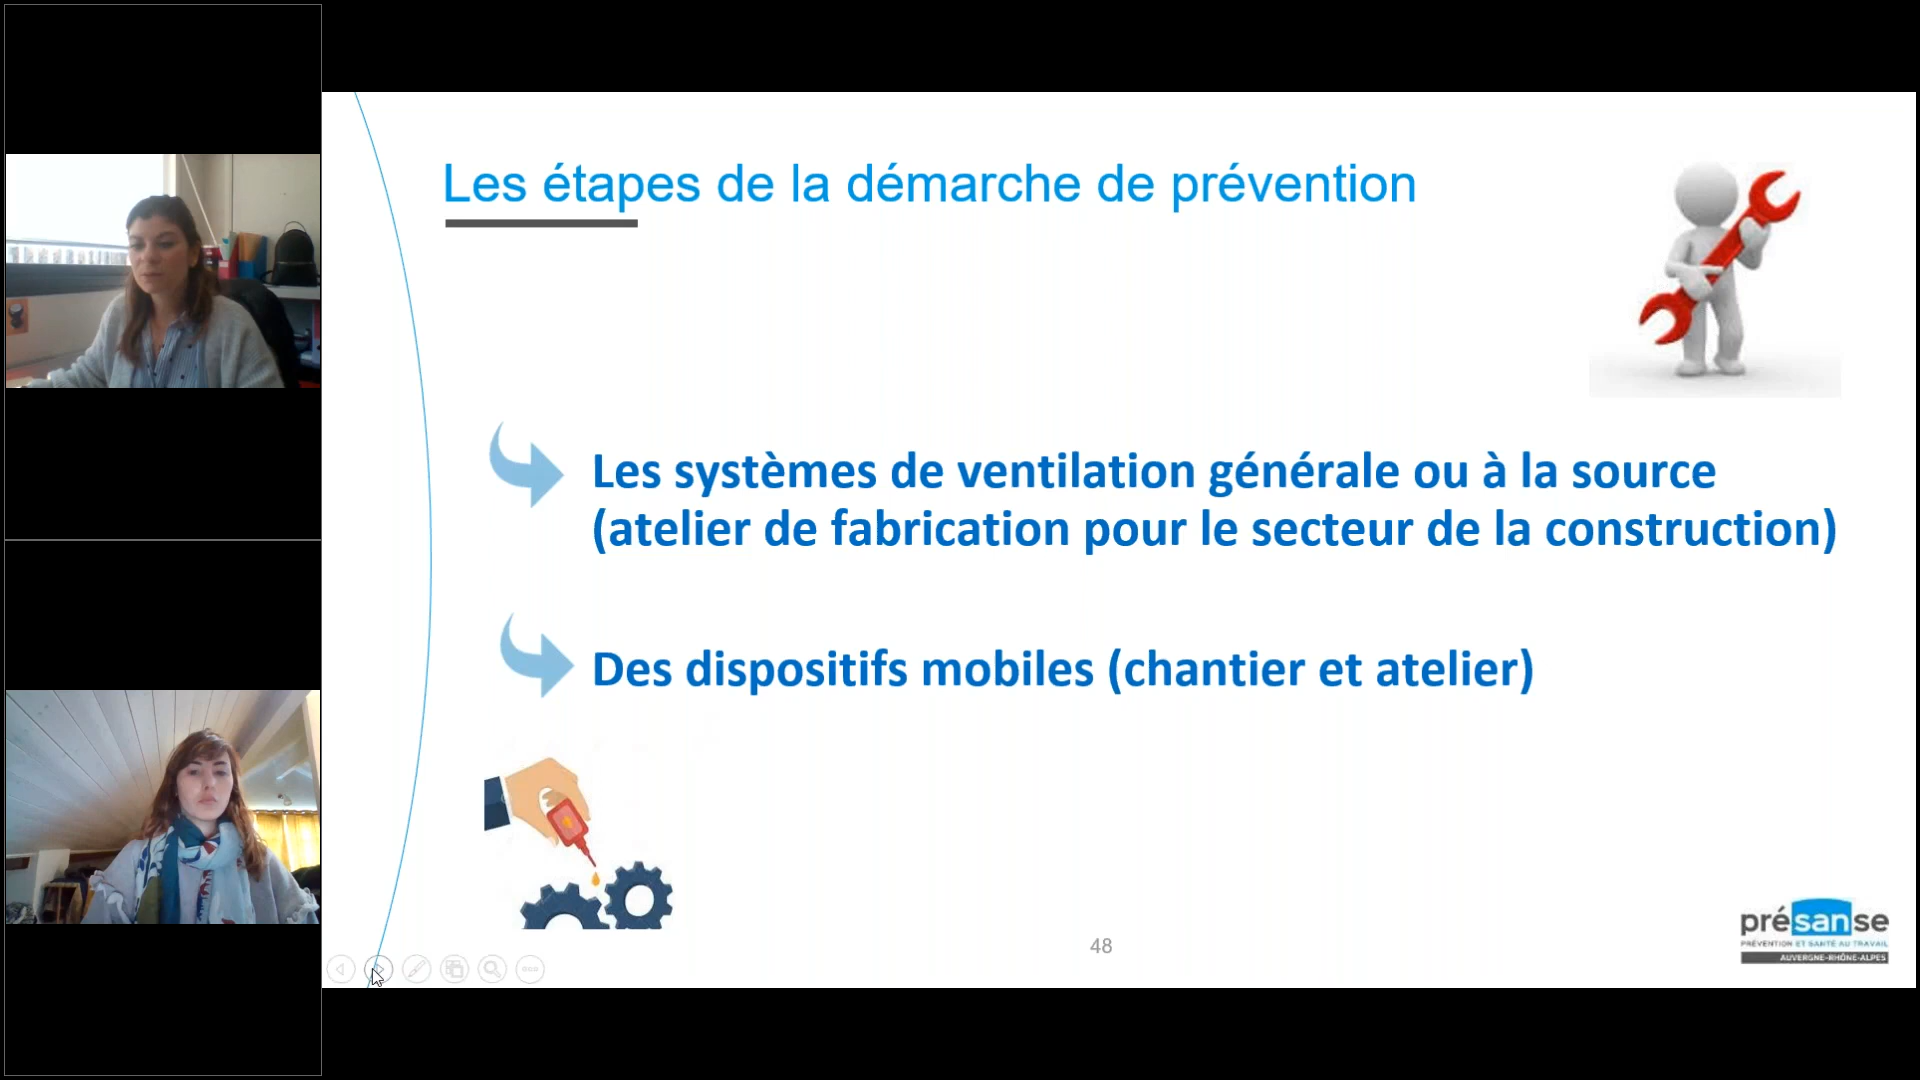 Les étapes de la démarche de prévention
Les systèmes de ventilation générale ou à la source
(atelier de fabrication pour le secteur de la construction)
Des dispositifs mobiles (chantier et atelier)
48
présanse
PRÉVENTION ET SANTÉ AU TRAVAIL
AUVERGNE-RHÔNE-ALPES